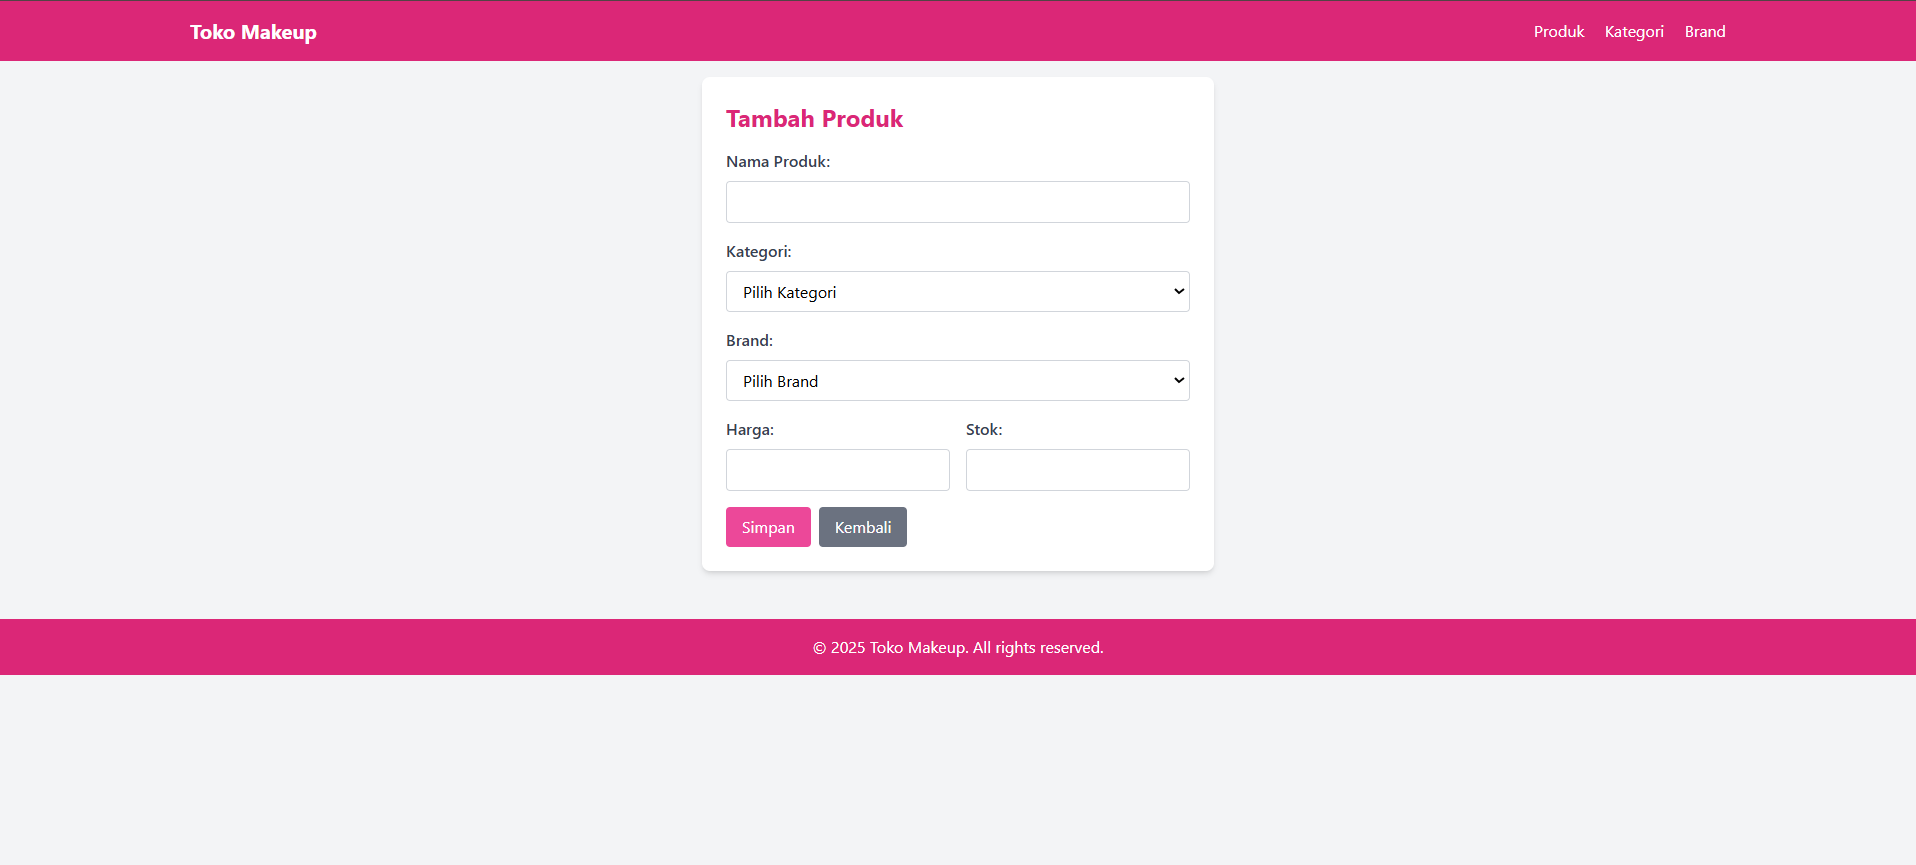 Toko Makeup
Produk Kategori Brand
Tambah Produk
Nama Produk:
Kategori:
Pilih Kategori
Brand:
Pilih Brand
Harga: Stok:
Simpan Kembali
© 2025 Toko Makeup. All rights reserved.